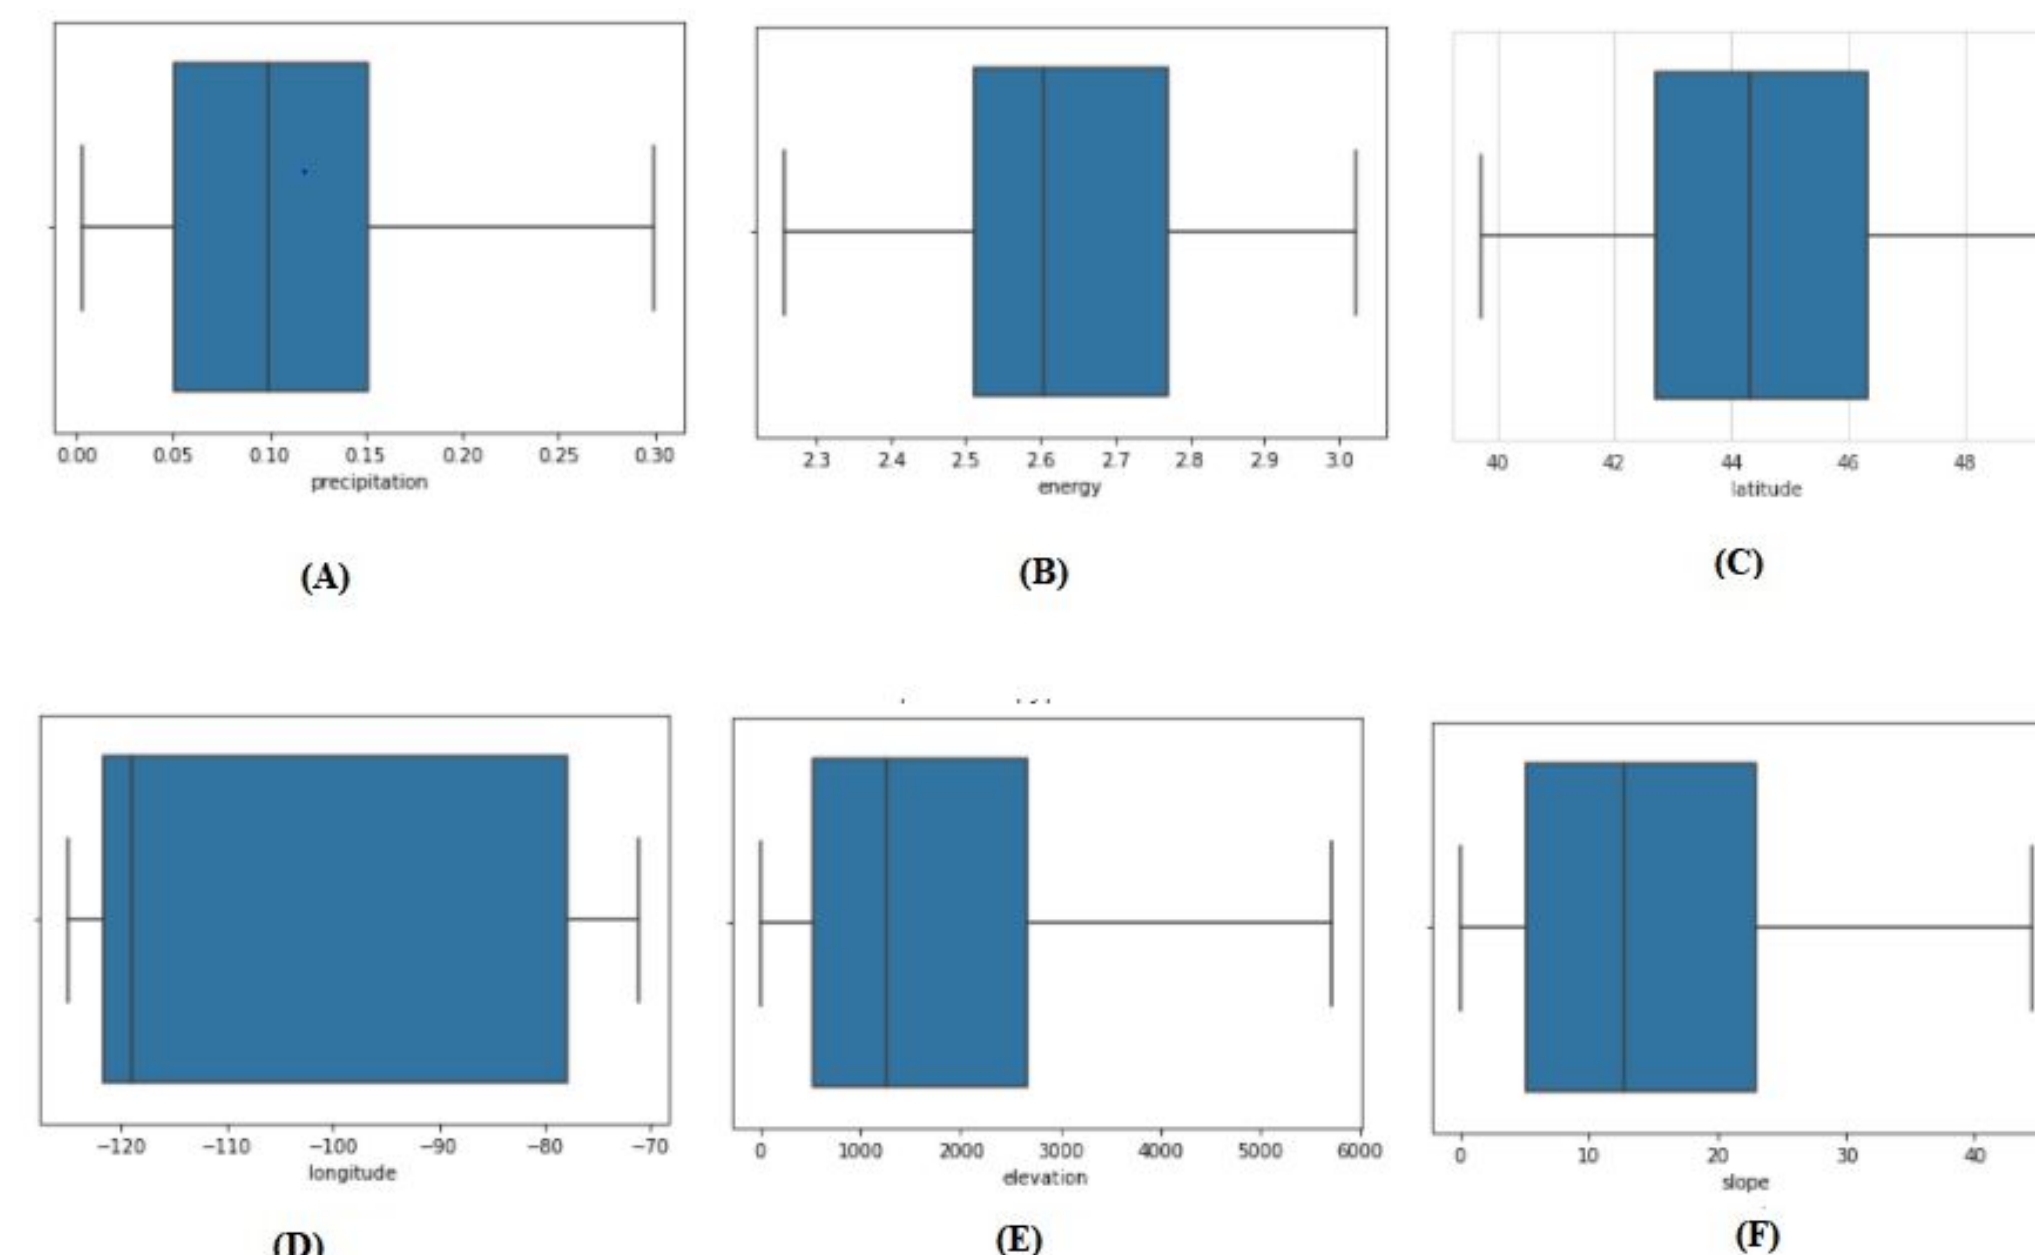 0.00 0.05 0.10 0.15 0.20 0.25 0.30
precipitation
2.3 2.4 2.5 2.6 2.7 2.8 2.9 3.0
energy
40 42 44 46 48
latitude
(A)
(B)
(C)
−120 −110 −100 −90 −80 −70
longitude
0 1000 2000 3000 4000 5000 6000
elevation
0 10 20 30 40
slope
(D)
(E)
(F)